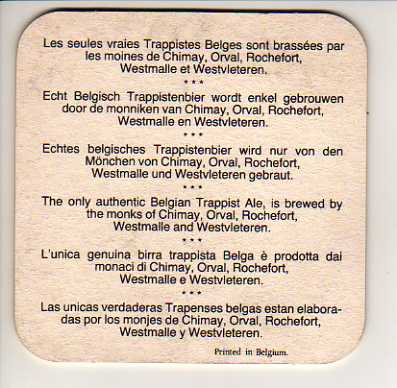 Les seules vraies Trappistes Belges sont brassées par
les moines de Chimay, Orval, Rochefort,
Westmalle et Westvleteren.
***
Echt Belgisch Trappistenbier wordt enkel gebrouwen
door de monniken van Chimay, Orval, Rochefort,
Westmalle en Westvleteren.
***
Echtes belgisches Trappistenbier wird nur von den
Mönchen von Chimay, Orval, Rochefort,
Westmalle und Westvleteren gebraut.
***
The only authentic Belgian Trappist Ale, is brewed by
the monks of Chimay, Orval, Rochefort,
Westmalle and Westvleteren.
***
L'unica genuina birra trappista Belga è prodotta dai
monaci di Chimay, Orval, Rochefort,
Westmalle e Westvleteren.
***
Las unicas verdaderas Trapenses belgas estan elabora-
das por los monjes de Chimay, Orval, Rochefort,
Westmalle y Westvleteren.
Printed in Belgium.